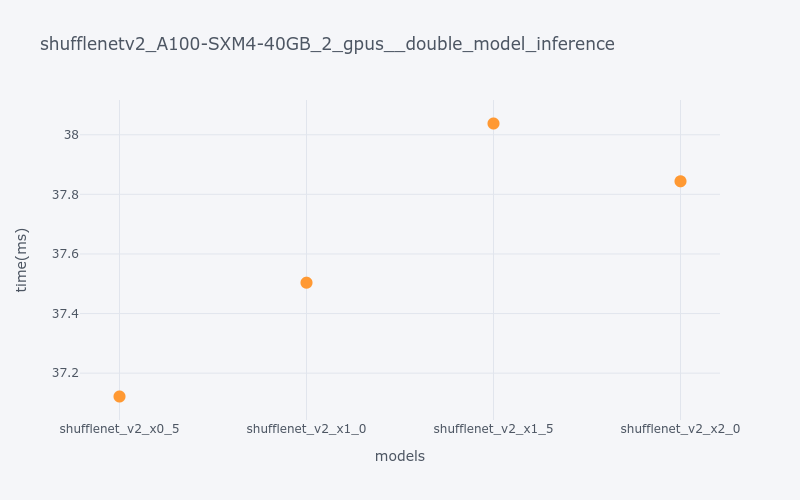 shufflenetv2_A100-SXM4-40GB_2_gpus__double_model_inference
38
37.8
37.6
37.4
37.2
time(ms)
shufflenet_v2_x0_5
shufflenet_v2_x1_0
shufflenet_v2_x1_5
shufflenet_v2_x2_0
models